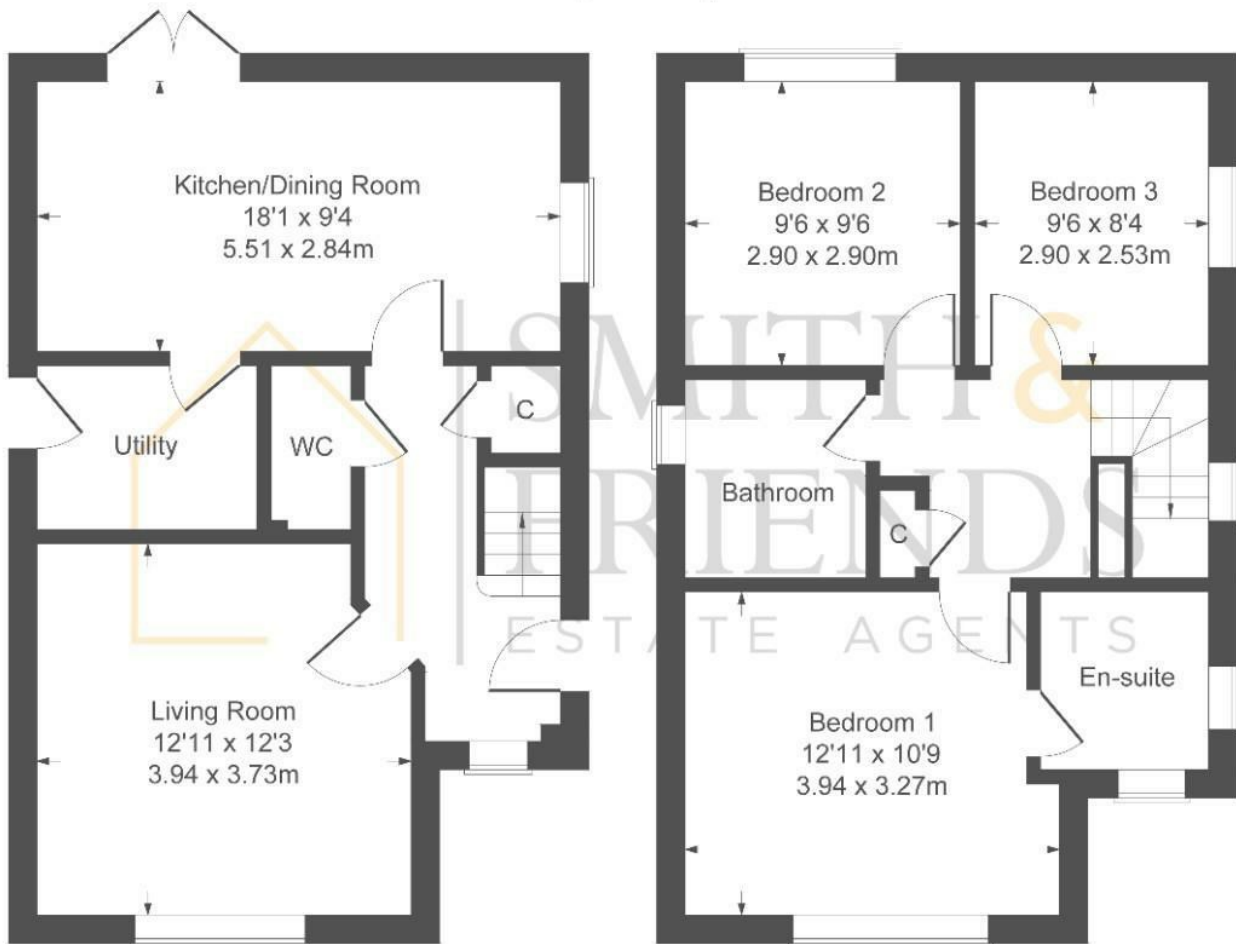 Kitchen/Dining Room
18'1 x 9'4
5.51 x 2.84m
Utility
WC
C
Living Room
12'11 x 12'3
3.94 x 3.73m
Bedroom 2
9'6 x 9'6
2.90 x 2.90m
Bedroom 3
9'6 x 8'4
2.90 x 2.53m
Bathroom
C
Bedroom 1
12'11 x 10'9
3.94 x 3.27m
En-suite
SMITH &
FRIENDS
ESTATE AGENTS